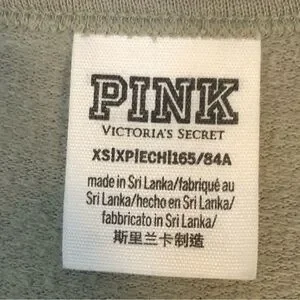 PINK
VICTORIA'S SECRET
XS|XP|ECH|165/84A
made in Sri Lanka/fabriqué au
Sri Lanka/hecho en Sri Lanka/
fabbricato in Sri Lanka/
斯里兰卡制造